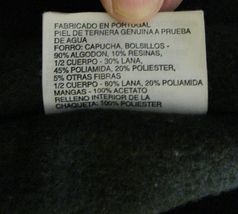 FABRICADO EN PORTUGAL
PIEL DE TERNERA GENUINA A PRUEBA
DE AGUA
FORRO: CAPUCHA, BOLSILLOS -
90% ALGODON, 10% RESINAS,
1/2 CUERPO - 30% LANA,
45% POLIAMIDA, 20% POLIESTER,
5% OTRAS FIBRAS
1/2 CUERPO - 80% LANA, 20% POLIAMIDA
MANGAS - 100% ACETATO
RELLENO INTERIOR DE LA
CHAQUETA: 100% POLIESTER